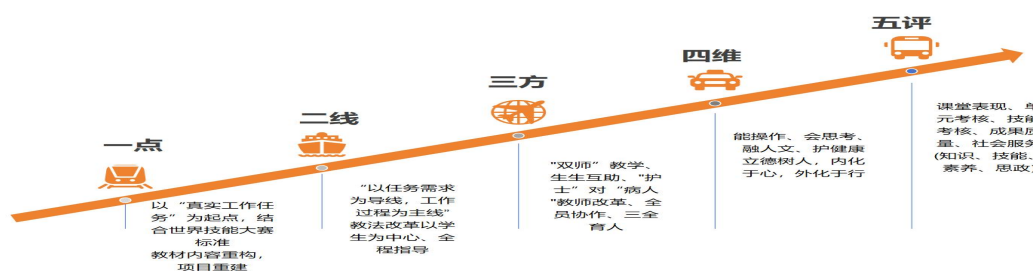 一点
以“真实工作任
务”为起点，结
合世界技能大赛
标准
教材内容重构，
项目重建
二线
"以任务需求
为导线，工作
过程为主线"
教法改革以学
生为中心、全
程指导
三方
"双师”教学、
生生互助、"护
士”对“病人
"教师改革、全
员协作、三全
育人
四维
能操作、会思考、
融人文、护健康
立德树人，内化
于心，外化于行
五评
课堂表现、单
元考核、技能
考核、成果质
量、社会服务
(知识、技能、
素养、思政)